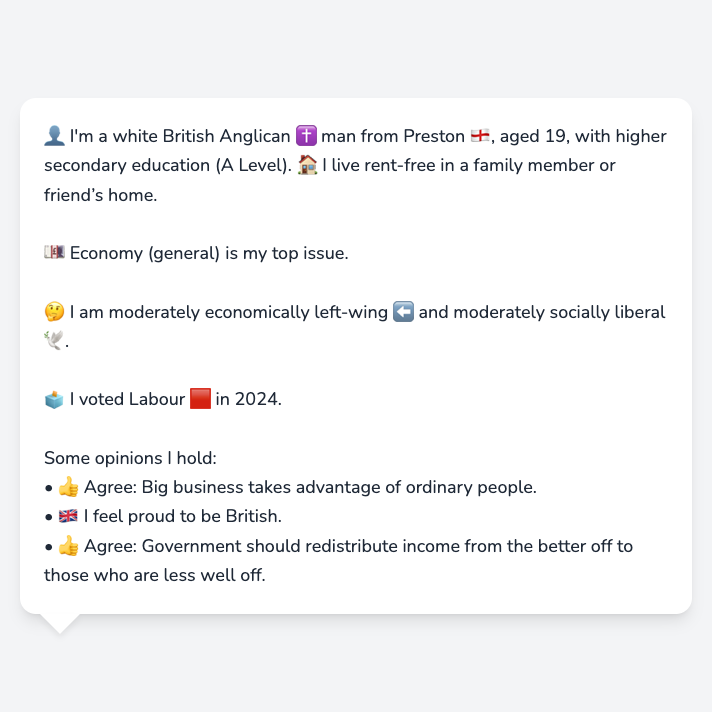 👤 I'm a white British Anglican ✝️ man from Preston 🏴󠁧󠁢󠁥󠁮󠁧󠁿, aged 19, with higher
secondary education (A Level). 🏠 I live rent-free in a family member or
friend’s home.
💷 Economy (general) is my top issue.
🤔 I am moderately economically left-wing ⬅️ and moderately socially liberal
🕊️.
🗳️ I voted Labour 🟥 in 2024.
Some opinions I hold:
• 👍 Agree: Big business takes advantage of ordinary people.
• 🇬🇧 I feel proud to be British.
• 👍 Agree: Government should redistribute income from the better off to
those who are less well off.